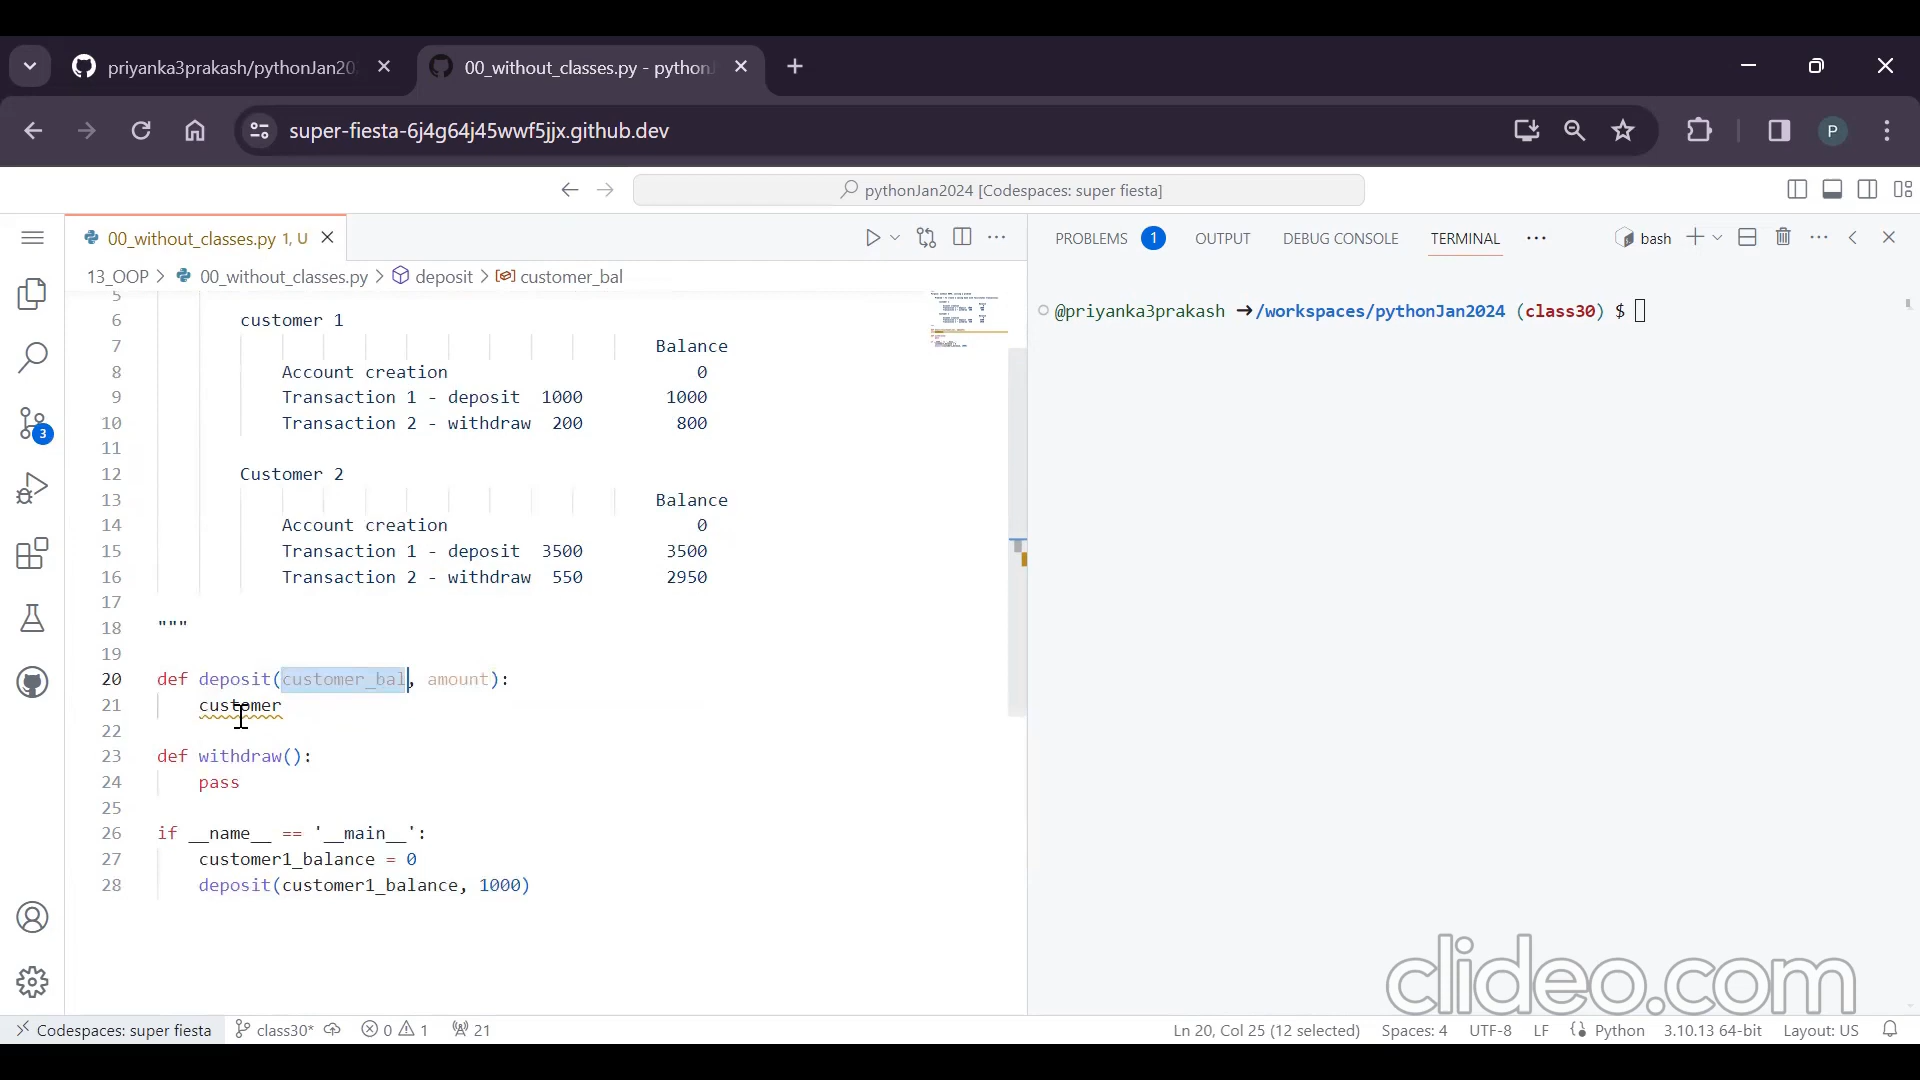 priyanka3prakash/pythonJan20
00_without_classes.py - python
super-fiesta-6j4g64j45wwf5jjx.github.dev
P
pythonJan2024 [Codespaces: super fiesta]
00_without_classes.py 1, U
13_OOP > 00_without_classes.py > deposit > customer_bal
PROBLEMS 1 OUTPUT DEBUG CONSOLE TERMINAL ... bash
@priyanka3prakash ➜/workspaces/pythonJan2024 (class30) $
5
6 customer 1
7 Balance
8 Account creation 0
9 Transaction 1 - deposit 1000 1000
10 Transaction 2 - withdraw 200 800
11
12 Customer 2
13 Balance
14 Account creation 0
15 Transaction 1 - deposit 3500 3500
16 Transaction 2 - withdraw 550 2950
17
18 """
19
20 def deposit(customer_bal, amount):
21 customer
22
23 def withdraw():
24 pass
25
26 if __name__ == '__main__':
27 customer1_balance = 0
28 deposit(customer1_balance, 1000)
3
clideo.com
Codespaces: super fiesta class30* 0 1 21 Ln 20, Col 25 (12 selected) Spaces: 4 UTF-8 LF Python 3.10.13 64-bit Layout: US